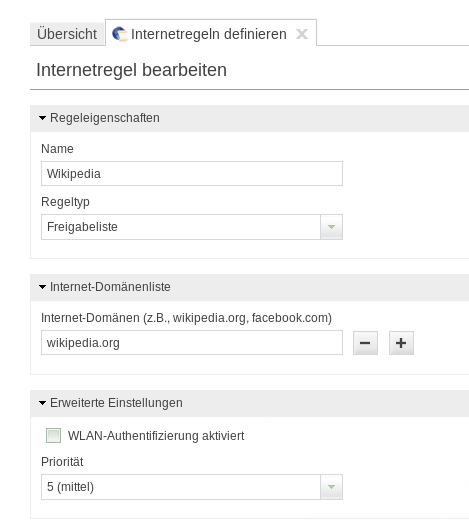 Übersicht
Internetregeln definieren
Internetregel bearbeiten
Regeleigenschaften
Name
Wikipedia
Regeltyp
Freigabeliste
Internet-Domänenliste
Internet-Domänen (z.B., wikipedia.org, facebook.com)
wikipedia.org
Erweiterte Einstellungen
WLAN-Authentifizierung aktiviert
Priorität
5 (mittel)